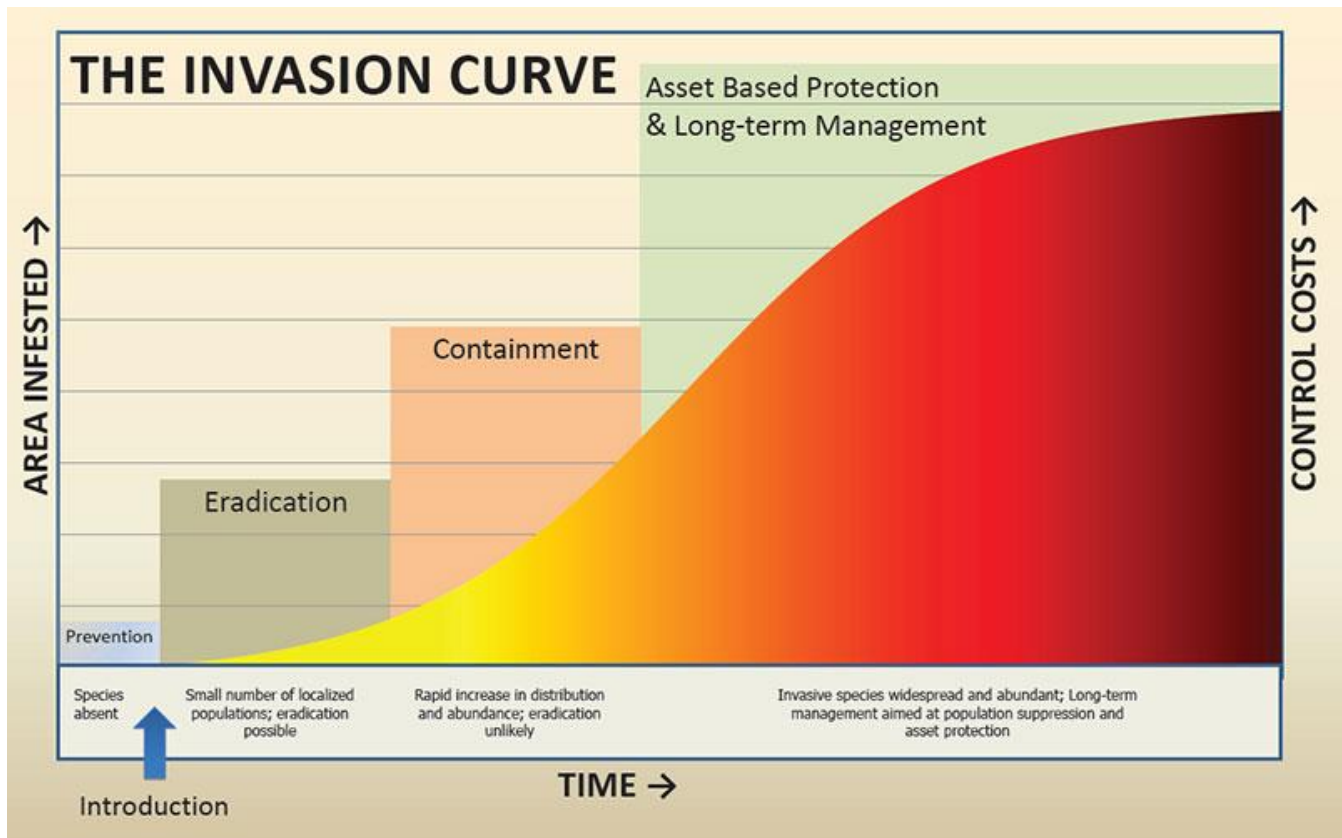 THE INVASION CURVE
Asset Based Protection
& Long-term Management
AREA INFESTED →
CONTROL COSTS →
Containment
Eradication
Prevention
Species
absent
Small number of localized
populations; eradication
possible
Rapid increase in distribution
and abundance; eradication
unlikely
Invasive species widespread and abundant; Long-term
management aimed at population suppression and
asset protection
TIME →
Introduction